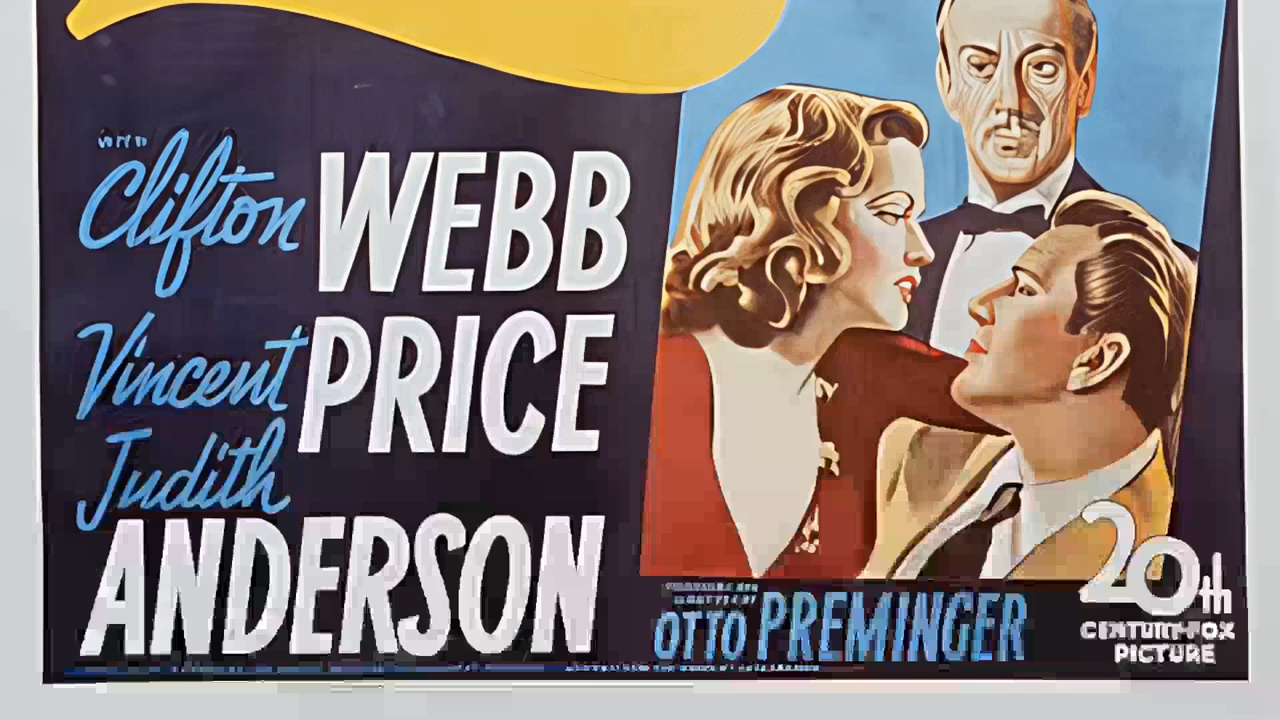 WITH
Clifton WEBB
Vincent PRICE
Judith
ANDERSON
OTTO PREMINGER
20th
CENTURY-FOX
PICTURE